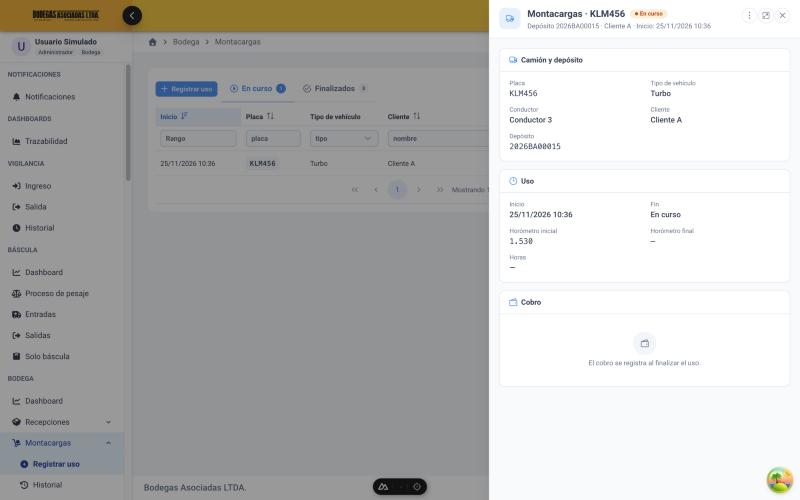 BODEGAS ASOCIADAS LTDA.
U
Usuario Simulado
Administrador
Bodega
NOTIFICACIONES
Notificaciones
DASHBOARDS
Trazabilidad
VIGILANCIA
Ingreso
Salida
Historial
BÁSCULA
Dashboard
Proceso de pesaje
Entradas
Salidas
Solo báscula
BODEGA
Dashboard
Recepciones
Montacargas
Registrar uso
Historial
Bodega
Montacargas
Registrar uso
En curso
1
Finalizados
Inicio
Placa
Tipo de vehículo
Cliente
Rango
placa
tipo
nombre
25/11/2026 10:36
KLM456
Turbo
Cliente A
1
Mostrando 1
Bodegas Asociadas LTDA.
Montacargas · KLM456
En curso
Depósito 2026BA00015 · Cliente A · Inicio: 25/11/2026 10:36
Camión y depósito
Placa
Tipo de vehículo
KLM456
Turbo
Conductor
Cliente
Conductor 3
Cliente A
Depósito
2026BA00015
Uso
Inicio
Fin
25/11/2026 10:36
En curso
Horómetro inicial
Horómetro final
1.530
—
Horas
—
Cobro
El cobro se registra al finalizar el uso.